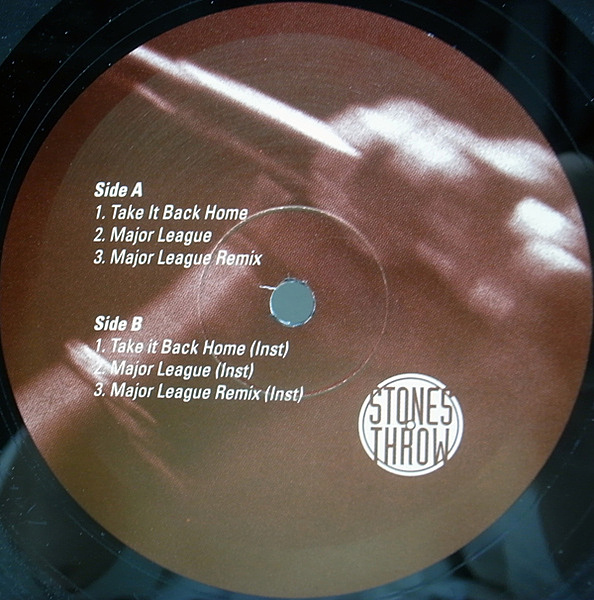 Side A
1. Take It Back Home
2. Major League
3. Major League Remix
Side B
1. Take it Back Home (Inst)
2. Major League (Inst)
3. Major League Remix (Inst)
STONES
THROW